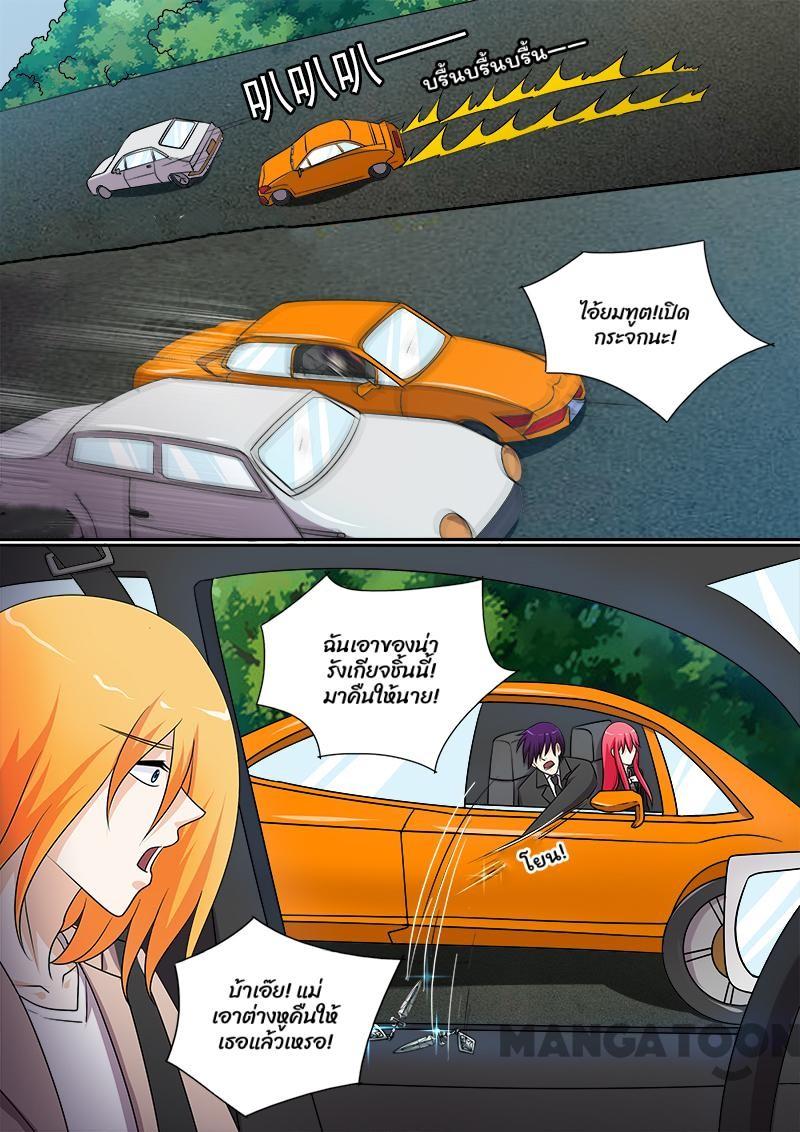 叭叭叭——
บรื้นบรื้นบรื้น——
ไอ้ยมทูต!เปิด
กระจกนะ!
ฉันเอาของน่า
รังเกียจชิ้นนี้!
มาคืนให้นาย!
โยน!
บ้าเอ๊ย! แม่
เอาต่างหูคืนให้
เธอแล้วเหรอ!
MANGATOON